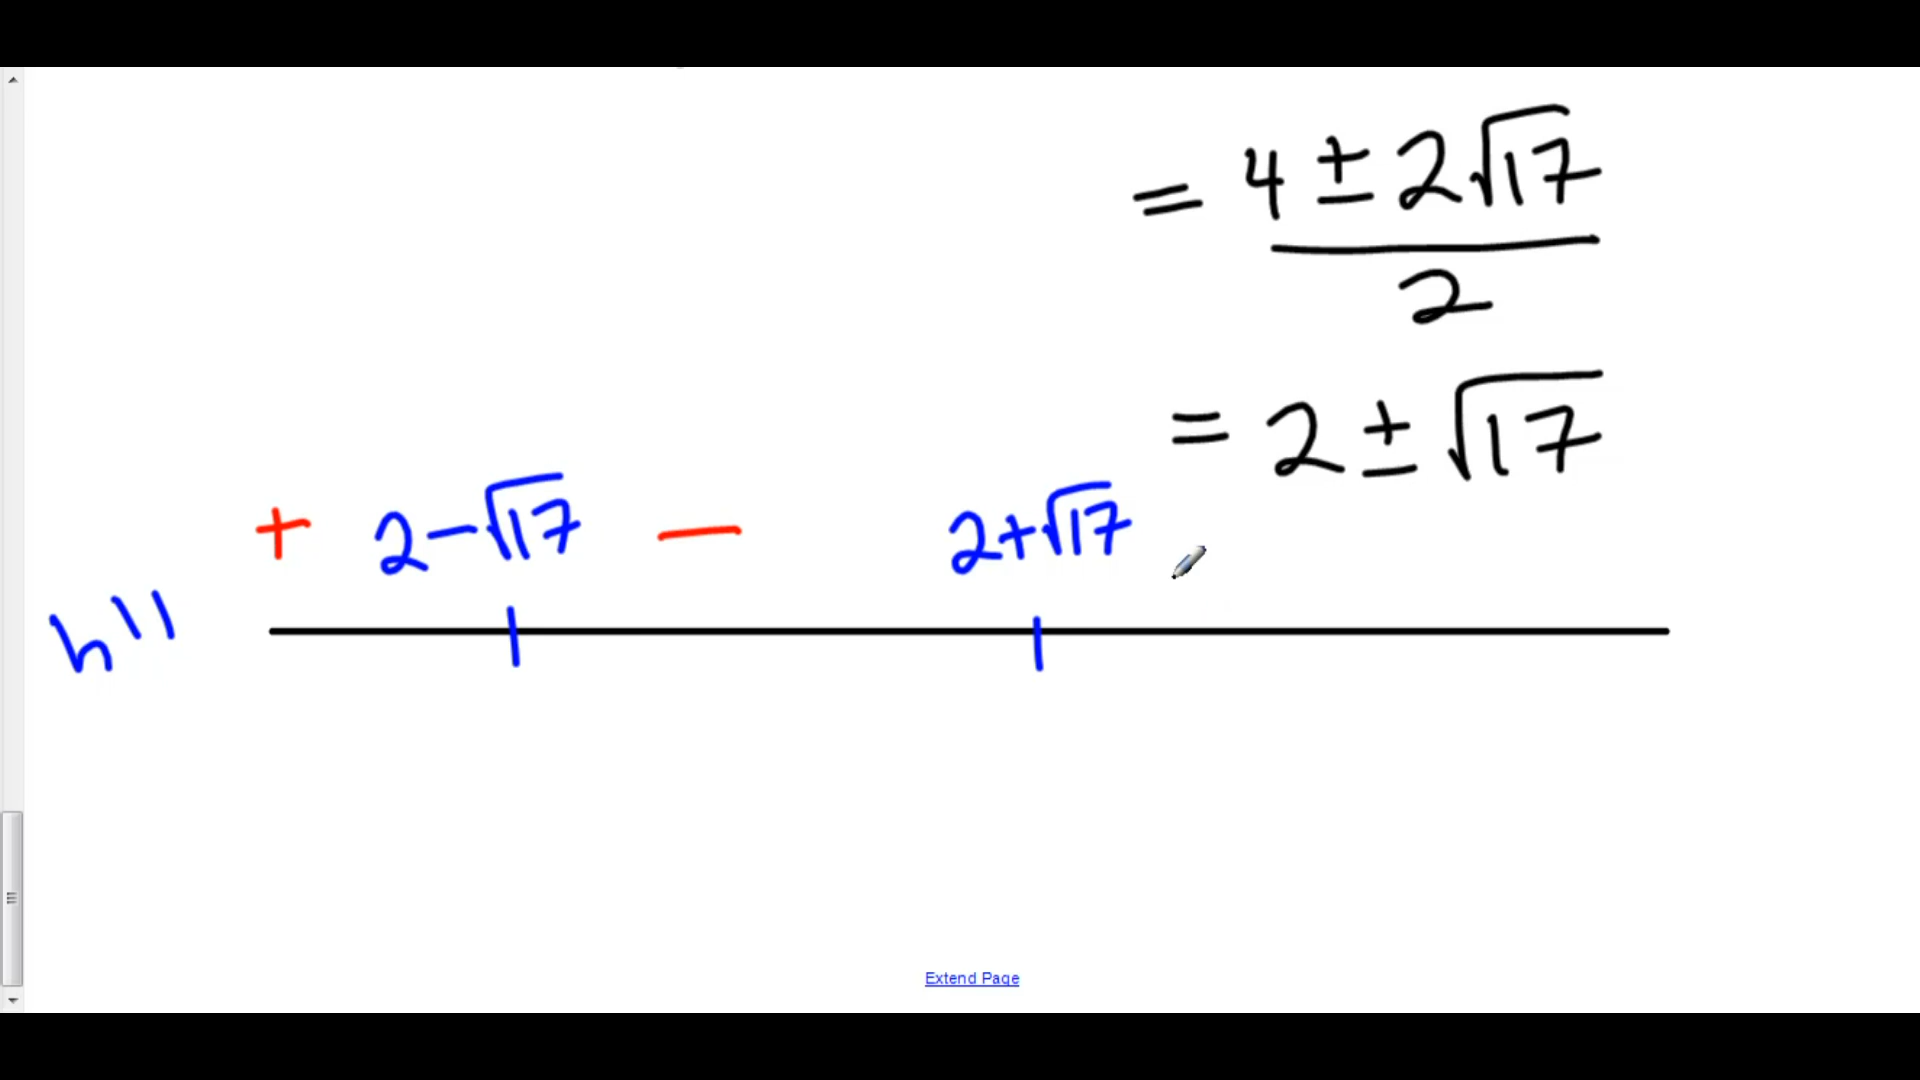 = 4 ± 2√17
2
= 2 ± √17
+ 2-√17 — 2+√17
h''
Extend Page